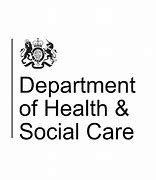 Department
of Health &
Social Care